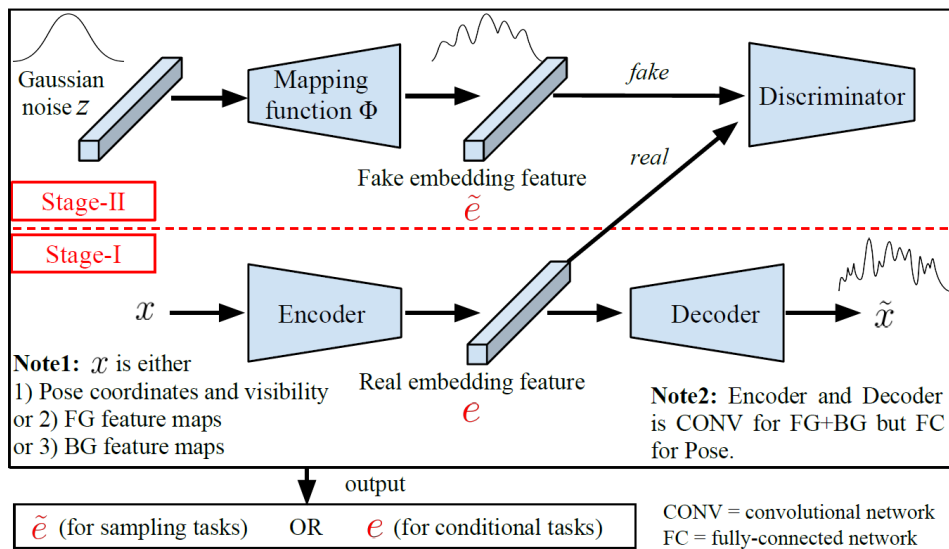 Gaussian
noise z
Mapping
function Φ
fake
Discriminator
real
Fake embedding feature
ẽ
Stage-II
Stage-I
x
Encoder
Decoder
x̃
Real embedding feature
e
Note1: x is either
1) Pose coordinates and visibility
or 2) FG feature maps
or 3) BG feature maps
Note2: Encoder and Decoder
is CONV for FG+BG but FC
for Pose.
output
ẽ (for sampling tasks) OR e (for conditional tasks)
CONV = convolutional network
FC = fully-connected network